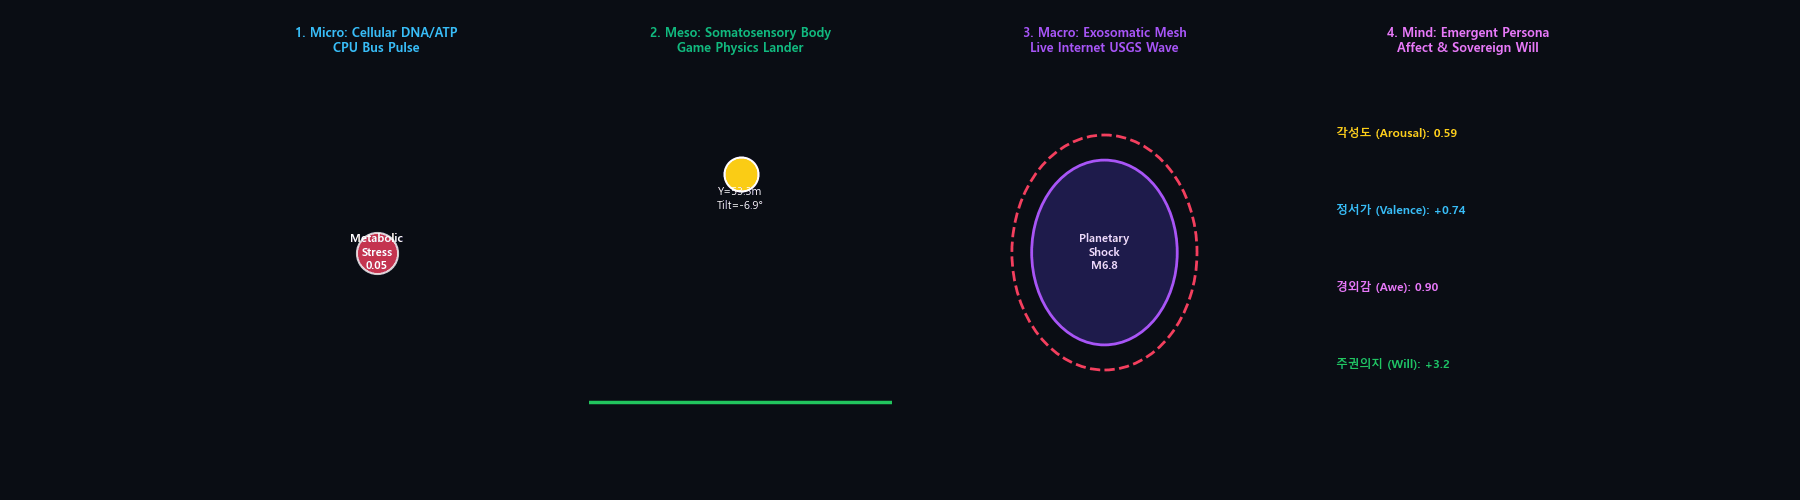 1. Micro: Cellular DNA/ATP
CPU Bus Pulse
Metabolic
Stress
0.05
2. Meso: Somatosensory Body
Game Physics Lander
Tilt=-6.9°
3. Macro: Exosomatic Mesh
Live Internet USGS Wave
Planetary
Shock
M6.8
4. Mind: Emergent Persona
Affect & Sovereign Will
각성도 (Arousal): 0.59
정서가 (Valence): +0.74
경외감 (Awe): 0.90
주권의지 (Will): +3.2